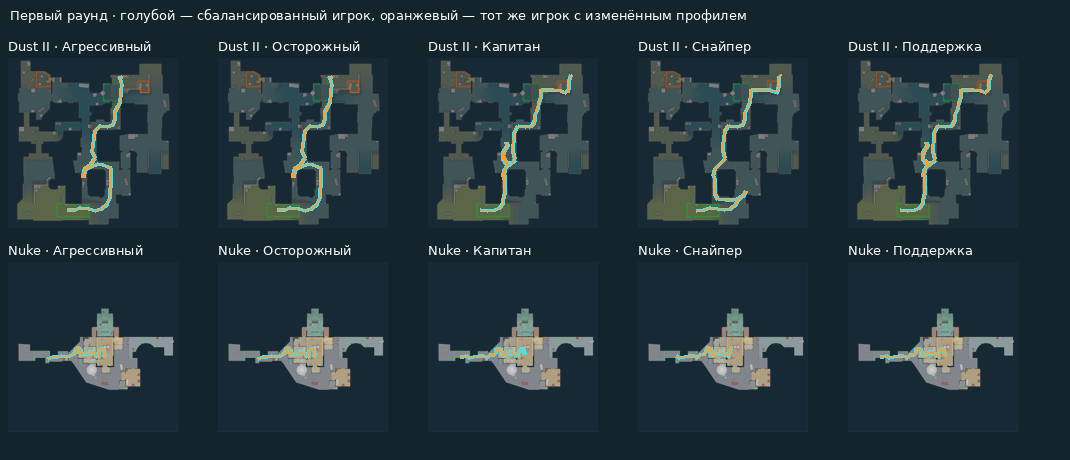 Первый раунд · голубой — сбалансированный игрок, оранжевый — тот же игрок с изменённым профилем
Dust II · Агрессивный
Dust II · Осторожный
Dust II · Капитан
Dust II · Снайпер
Dust II · Поддержка
Nuke · Агрессивный
Nuke · Осторожный
Nuke · Капитан
Nuke · Снайпер
Nuke · Поддержка